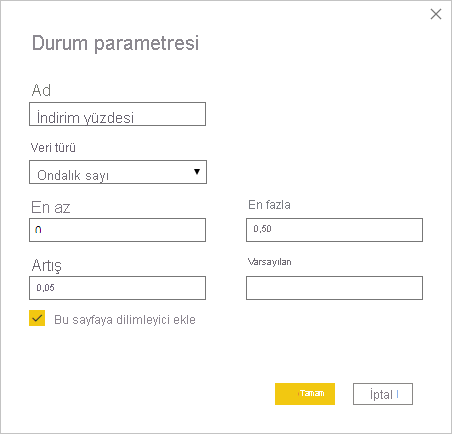 Durum parametresi
Ad
İndirim yüzdesi
Veri türü
Ondalık sayı
En az
En fazla
0
0,50
Artış
Varsayılan
0,05
Bu sayfaya dilimleyici ekle
Tamam
İptal